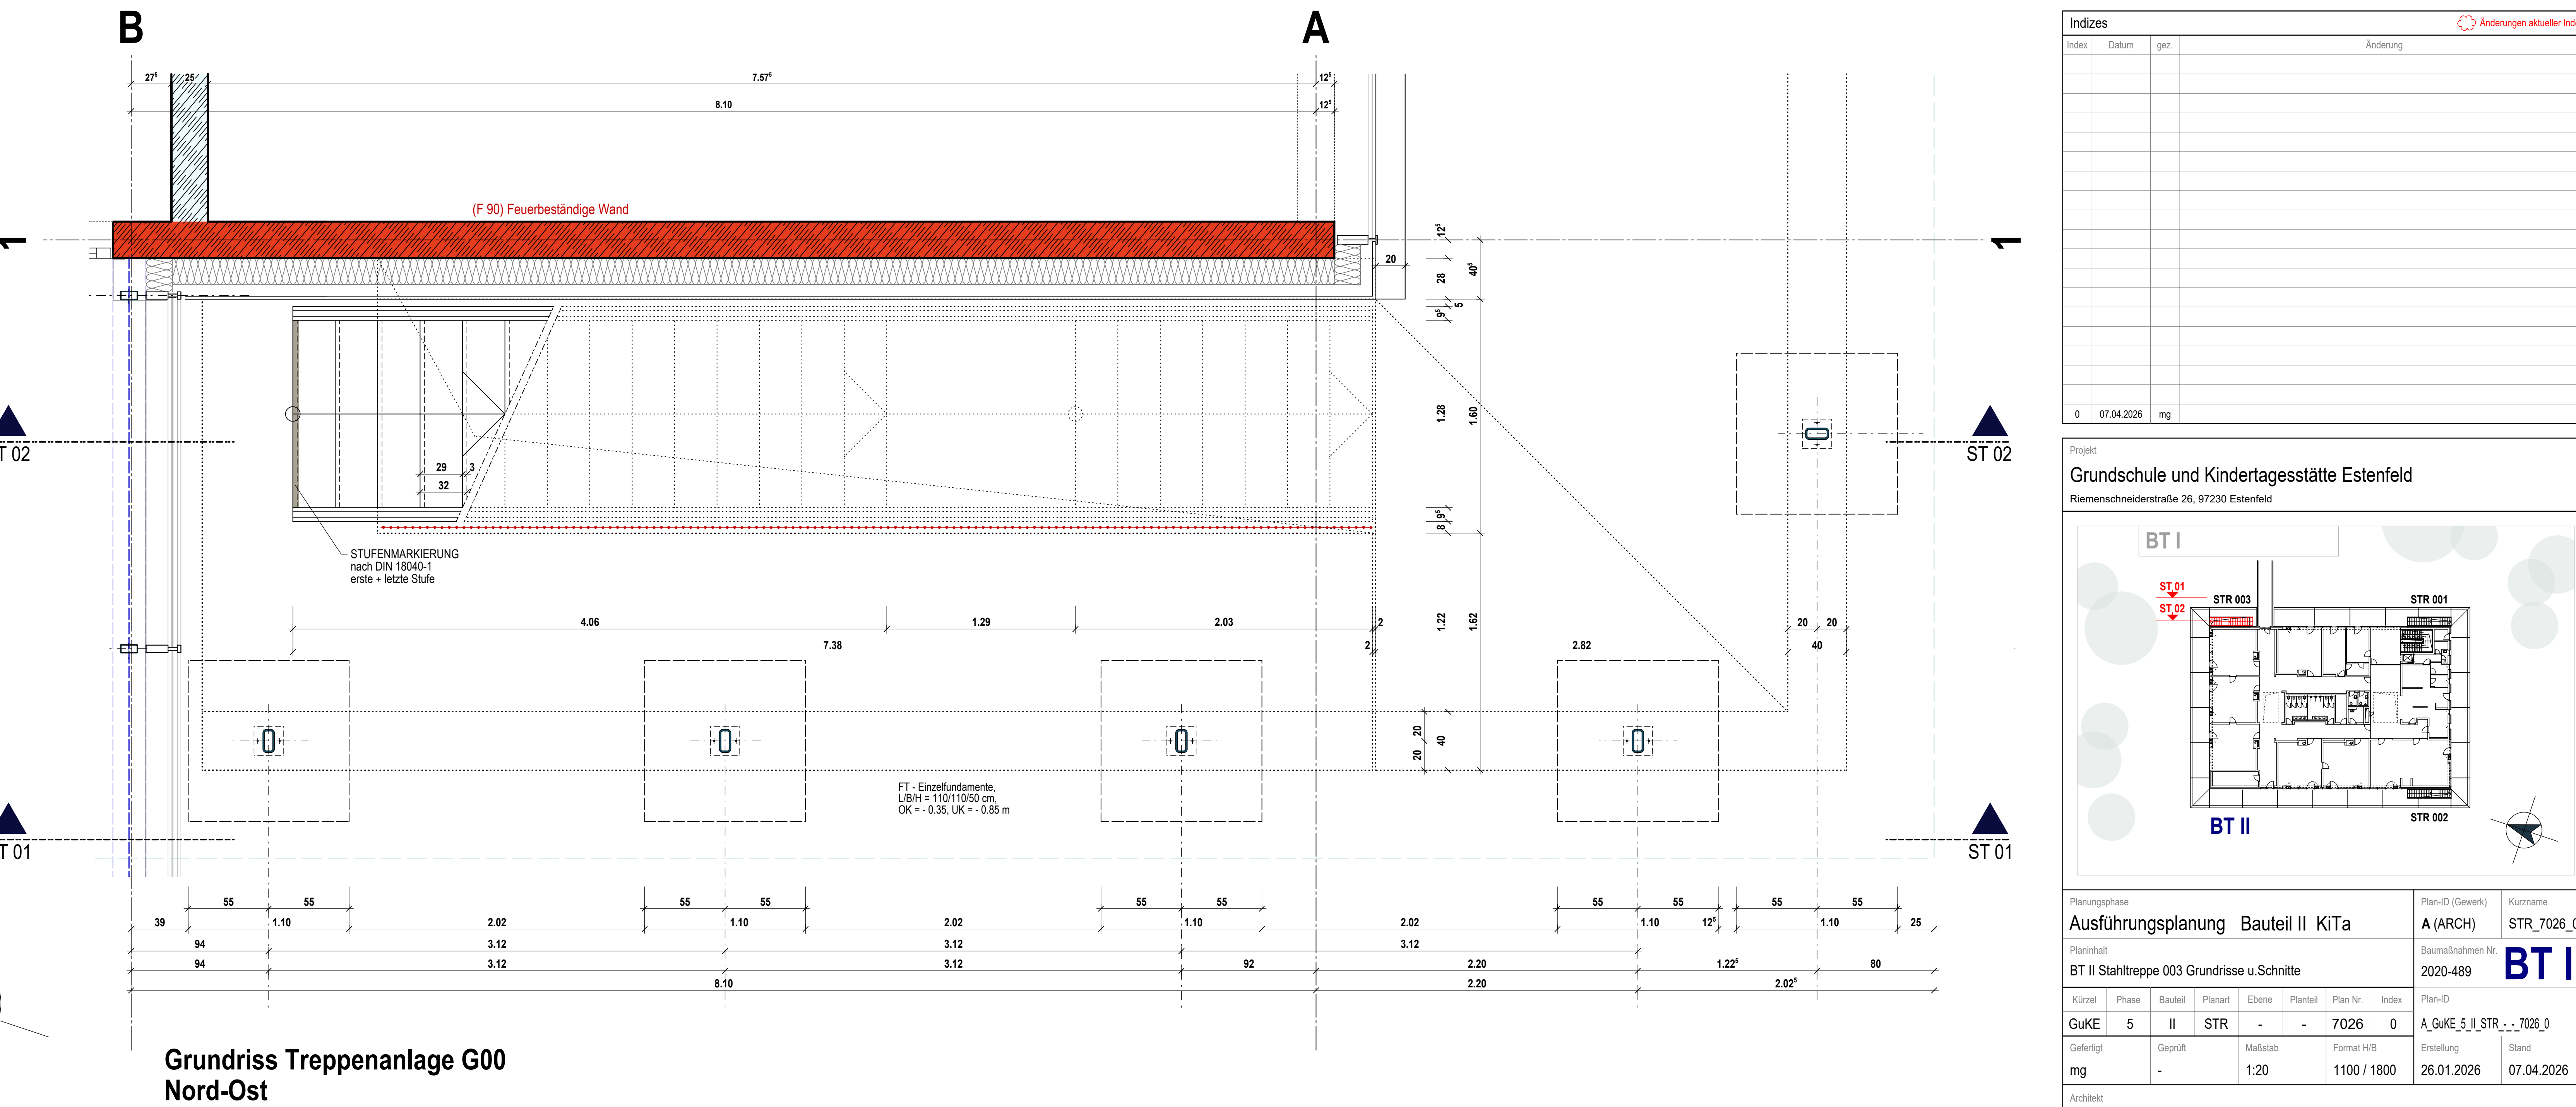 B
A
27⁵
25
7.57⁵
12⁵
8.10
12⁵
(F 90) Feuerbeständige Wand
1
1
12⁵
28
40⁵
20
5
9⁵
1.28
1.60
29
3
32
9⁵
8
STUFENMARKIERUNG
nach DIN 18040-1
erste + letzte Stufe
T 02
ST 02
4.06
1.29
2.03
2
1.22
1.62
20
20
7.38
2
2.82
40
20
20
40
FT - Einzelfundamente,
L/B/H = 110/110/50 cm,
OK = - 0.35, UK = - 0.85 m
T 01
ST 01
55
55
55
55
55
55
55
55
55
55
39
1.10
2.02
1.10
2.02
1.10
2.02
1.10
12⁵
1.10
25
94
3.12
3.12
3.12
94
3.12
3.12
92
2.20
1.22⁵
80
8.10
2.20
2.02⁵
Grundriss Treppenanlage G00
Nord-Ost
Indizes
Änderungen aktueller Ind
Index
Datum
gez.
Änderung
0
07.04.2026
mg
Projekt
Grundschule und Kindertagesstätte Estenfeld
Riemenschneiderstraße 26, 97230 Estenfeld
BT I
ST 01
ST 02
STR 003
STR 001
STR 002
BT II
Planungsphase
Ausführungsplanung Bauteil II KiTa
Plan-ID (Gewerk)
A (ARCH)
Kurzname
STR_7026_0
Planinhalt
BT II Stahltreppe 003 Grundrisse u.Schnitte
Baumaßnahmen Nr.
2020-489
BT I
Kürzel
Phase
Bauteil
Planart
Ebene
Planteil
Plan Nr.
Index
Plan-ID
GuKE
5
II
STR
-
-
7026
0
A_GuKE_5_II_STR_-_-_7026_0
Gefertigt
Geprüft
Maßstab
Format H/B
Erstellung
Stand
mg
-
1:20
1100 / 1800
26.01.2026
07.04.2026
Architekt